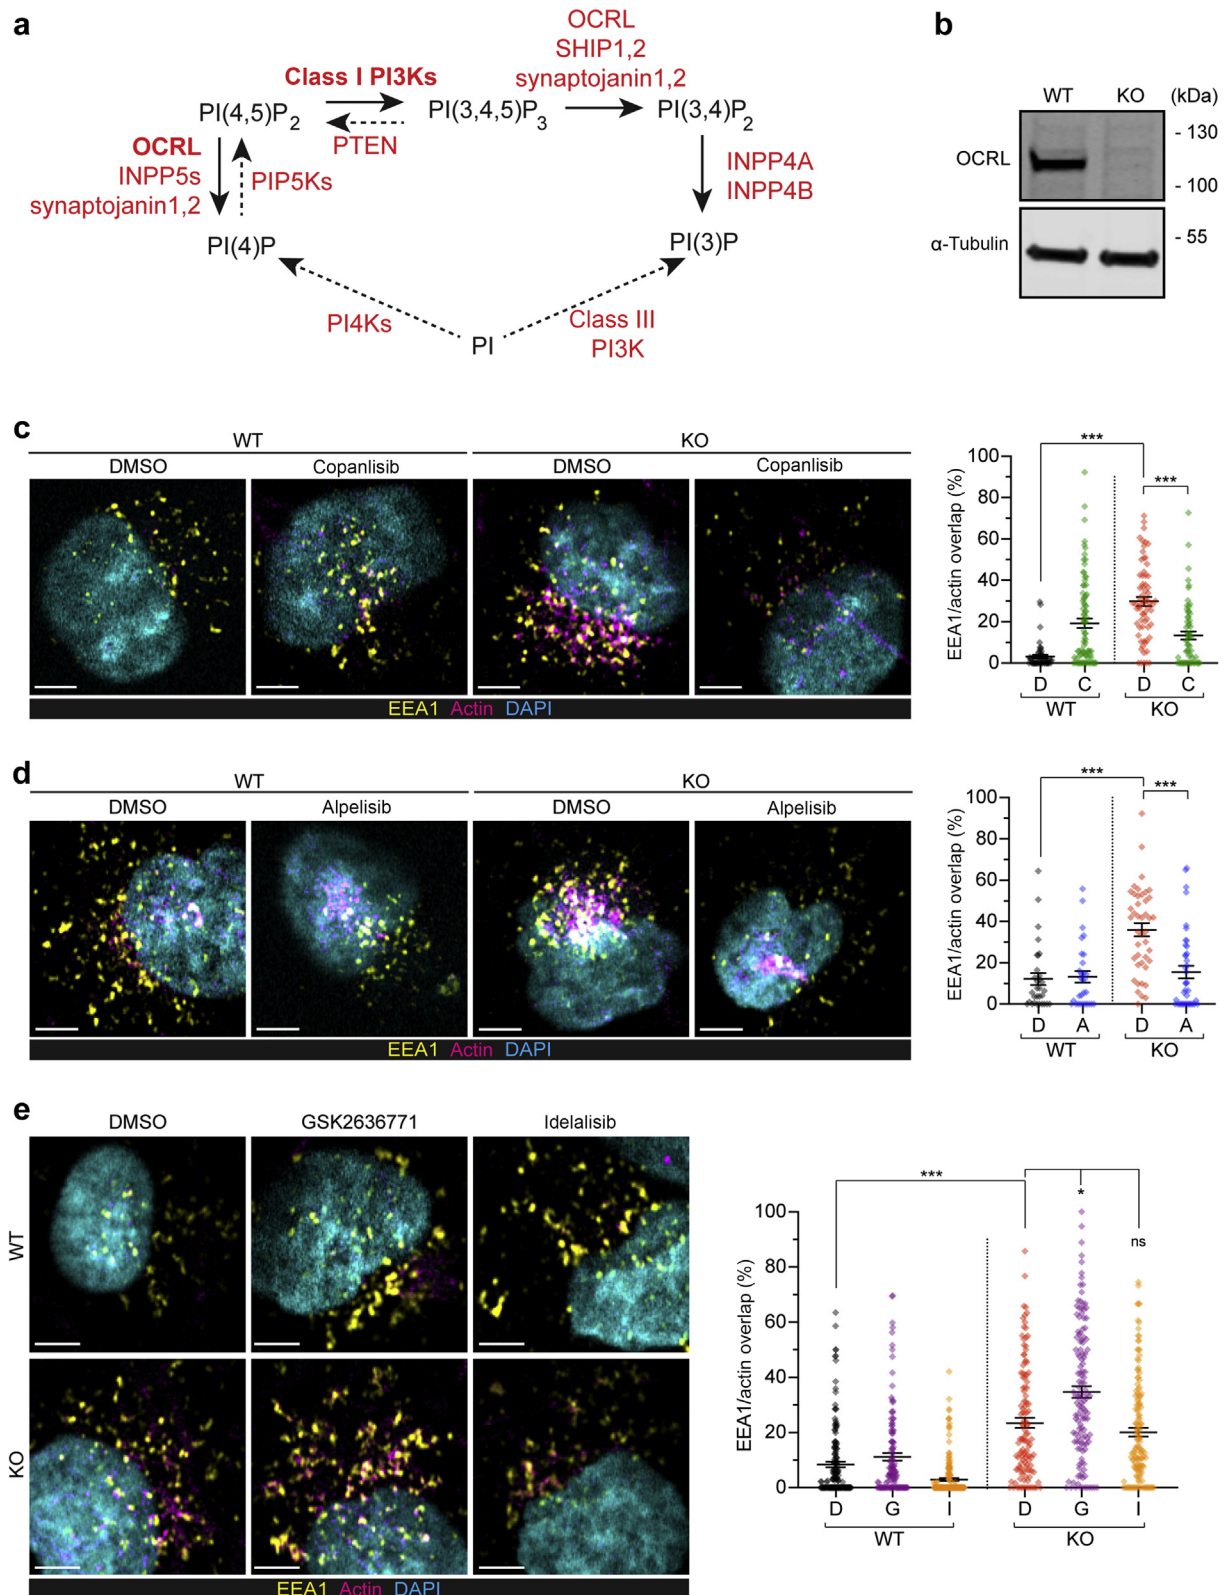 a
OCRL
SHIP1,2
synaptojanin1,2
Class I PI3Ks
PI(4,5)P2
PI(3,4,5)P3
PI(3,4)P2
PTEN
OCRL
INPP5s
synaptojanin1,2
PIP5Ks
INPP4A
INPP4B
PI(4)P
PI(3)P
PI4Ks
Class III
PI3K
PI
b
WT KO (kDa)
OCRL
- 130
- 100
α-Tubulin
- 55
c
WT KO
DMSO Copanlisib DMSO Copanlisib
EEA1 Actin DAPI
EEA1/actin overlap (%)
100
80
60
40
20
0
*** ***
D C D C
WT KO
d
WT KO
DMSO Alpelisib DMSO Alpelisib
EEA1 Actin DAPI
EEA1/actin overlap (%)
100
80
60
40
20
0
*** ***
D A D A
WT KO
e
DMSO GSK2636771 Idelalisib
WT
KO
EEA1 Actin DAPI
EEA1/actin overlap (%)
100
80
60
40
20
0
*** * ns
D G I D G I
WT KO